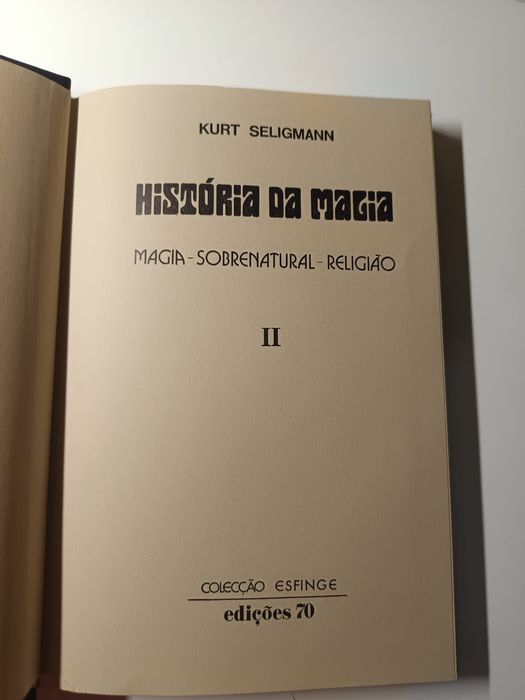 KURT SELIGMANN
HISTÓRIA DA MAGIA
MAGIA-SOBRENATURAL-RELIGIÃO
II
COLECÇÃO ESFINGE
edições 70